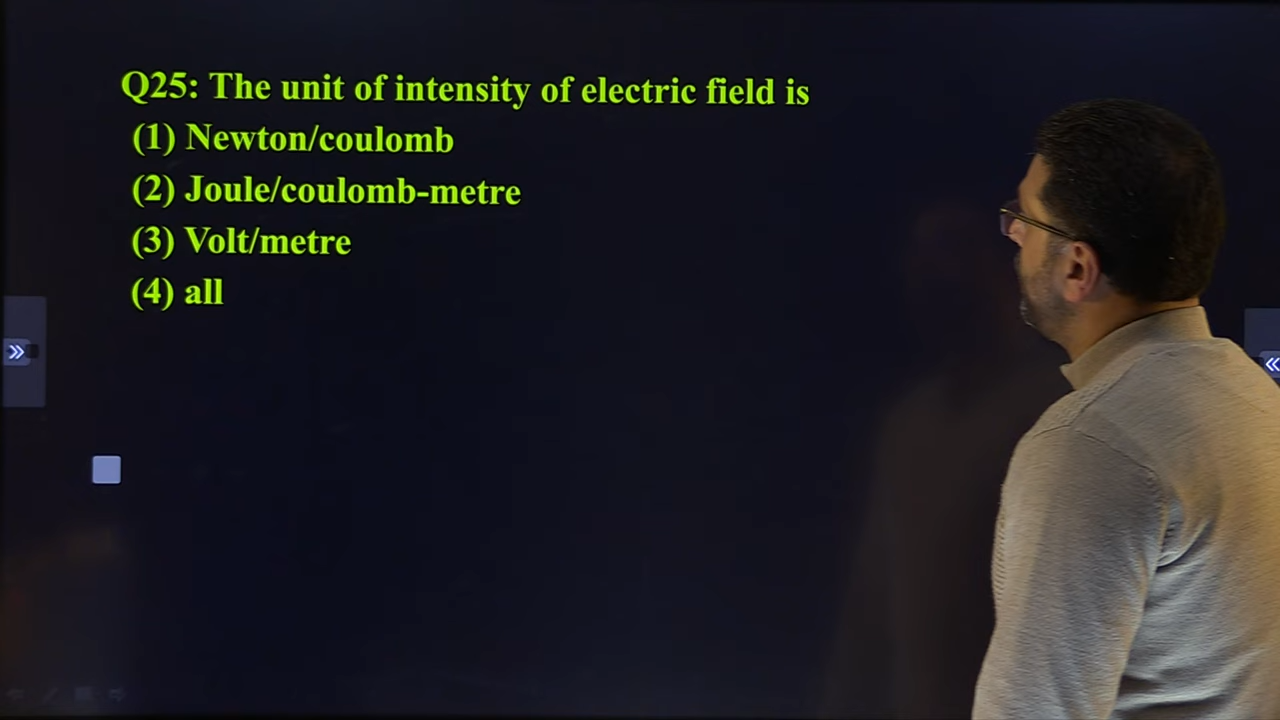 Q25: The unit of intensity of electric field is
(1) Newton/coulomb
(2) Joule/coulomb-metre
(3) Volt/metre
(4) all